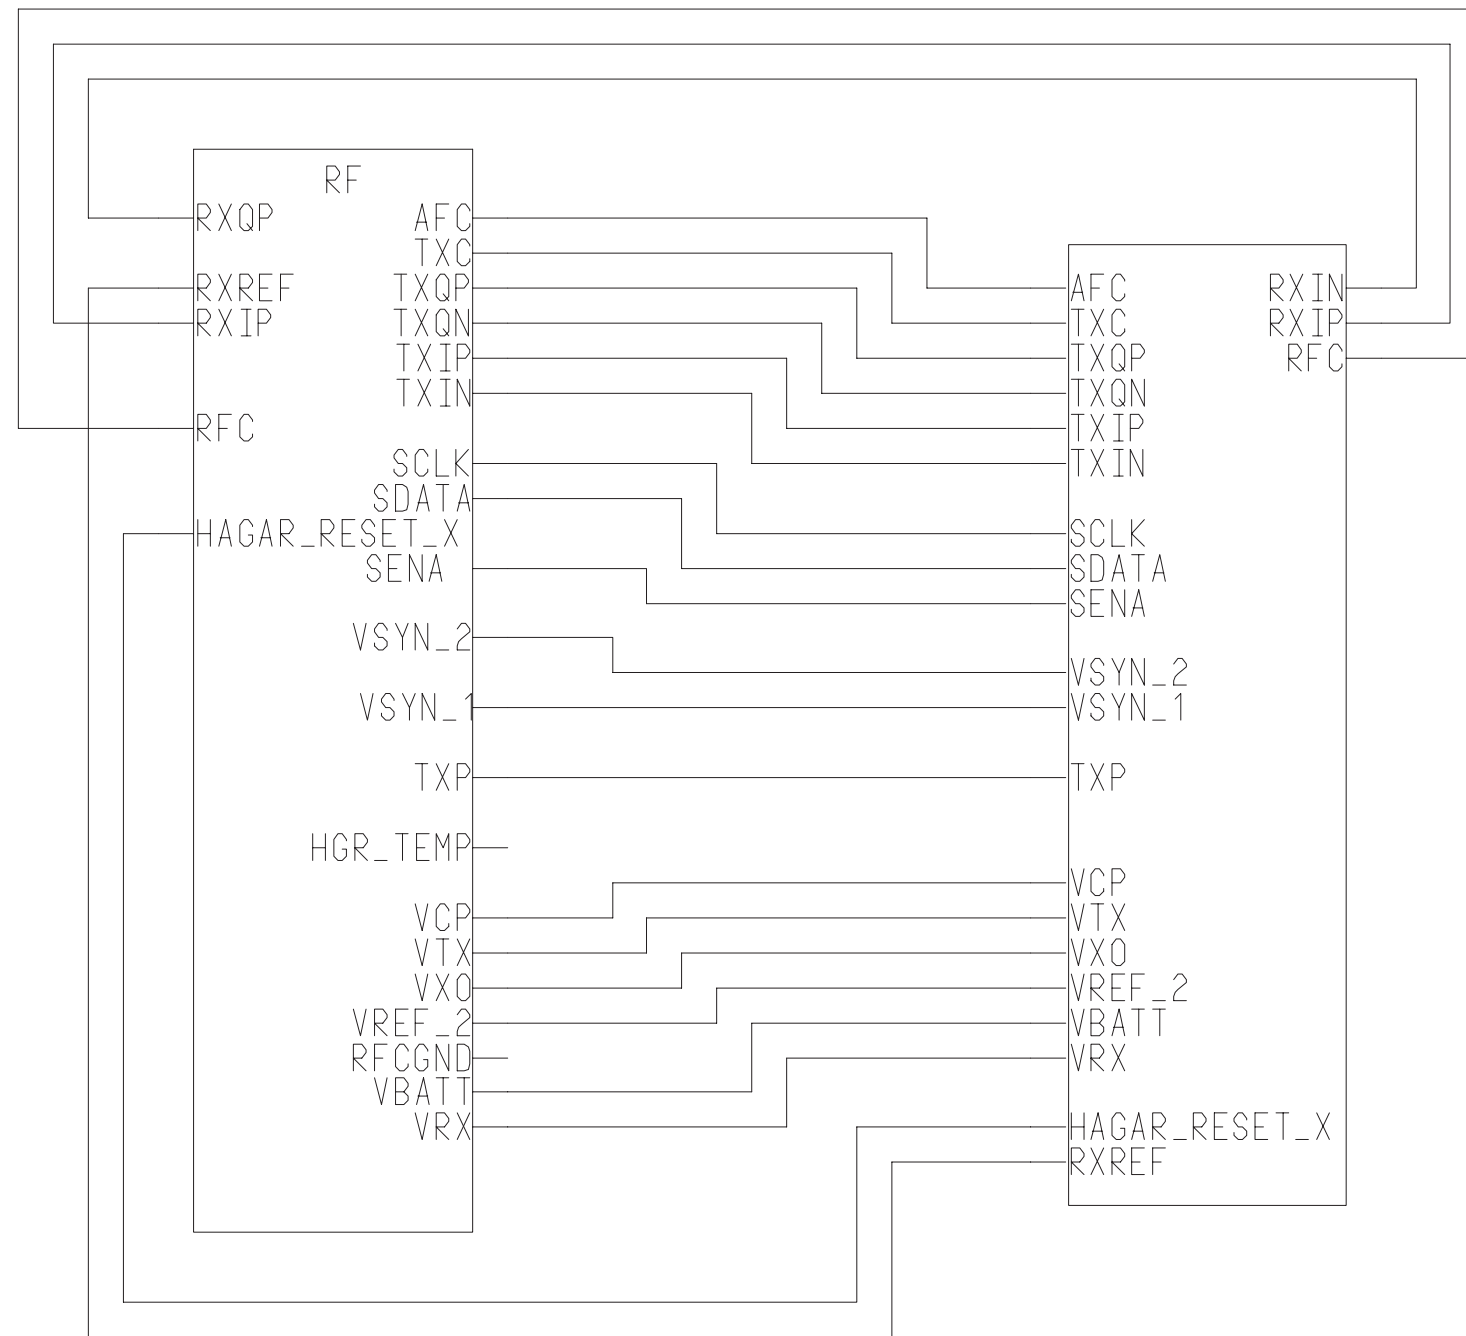 RF
RXQP
AFC
TXC
RXREF
TXQP
RXIP
TXQN
TXIP
TXIN
RFC
SCLK
SDATA
HAGAR_RESET_X
SENA
VSYN_2
VSYN_1
TXP
HGR_TEMP
VCP
VTX
VXO
VREF_2
RFCGND
VBATT
VRX
AFC
RXIN
TXC
RXIP
TXQP
RFC
TXQN
TXIP
TXIN
SCLK
SDATA
SENA
VSYN_2
VSYN_1
TXP
VCP
VTX
VXO
VREF_2
VBATT
VRX
HAGAR_RESET_X
RXREF